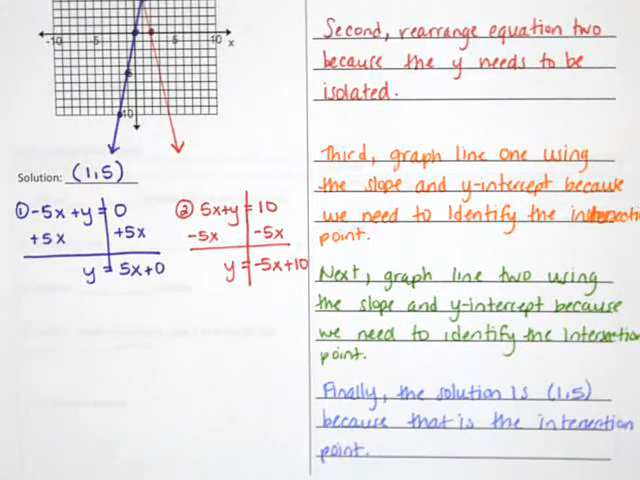 -10
-5
5
10
x
-10
Solution: (1,5)
① -5x + y = 0
+5x
+5x
y = 5x+0
② 5x+y = 10
-5x
-5x
y = -5x+10
Second, rearrange equation two
because the y needs to be
isolated.
Third, graph line one using
the slope and y-intercept because
we need to identify the
point.
Next, graph line two using
the slope and y-intercept because
we need to identify the
point.
Finally, the solution is (1,5)
because that is the
point.